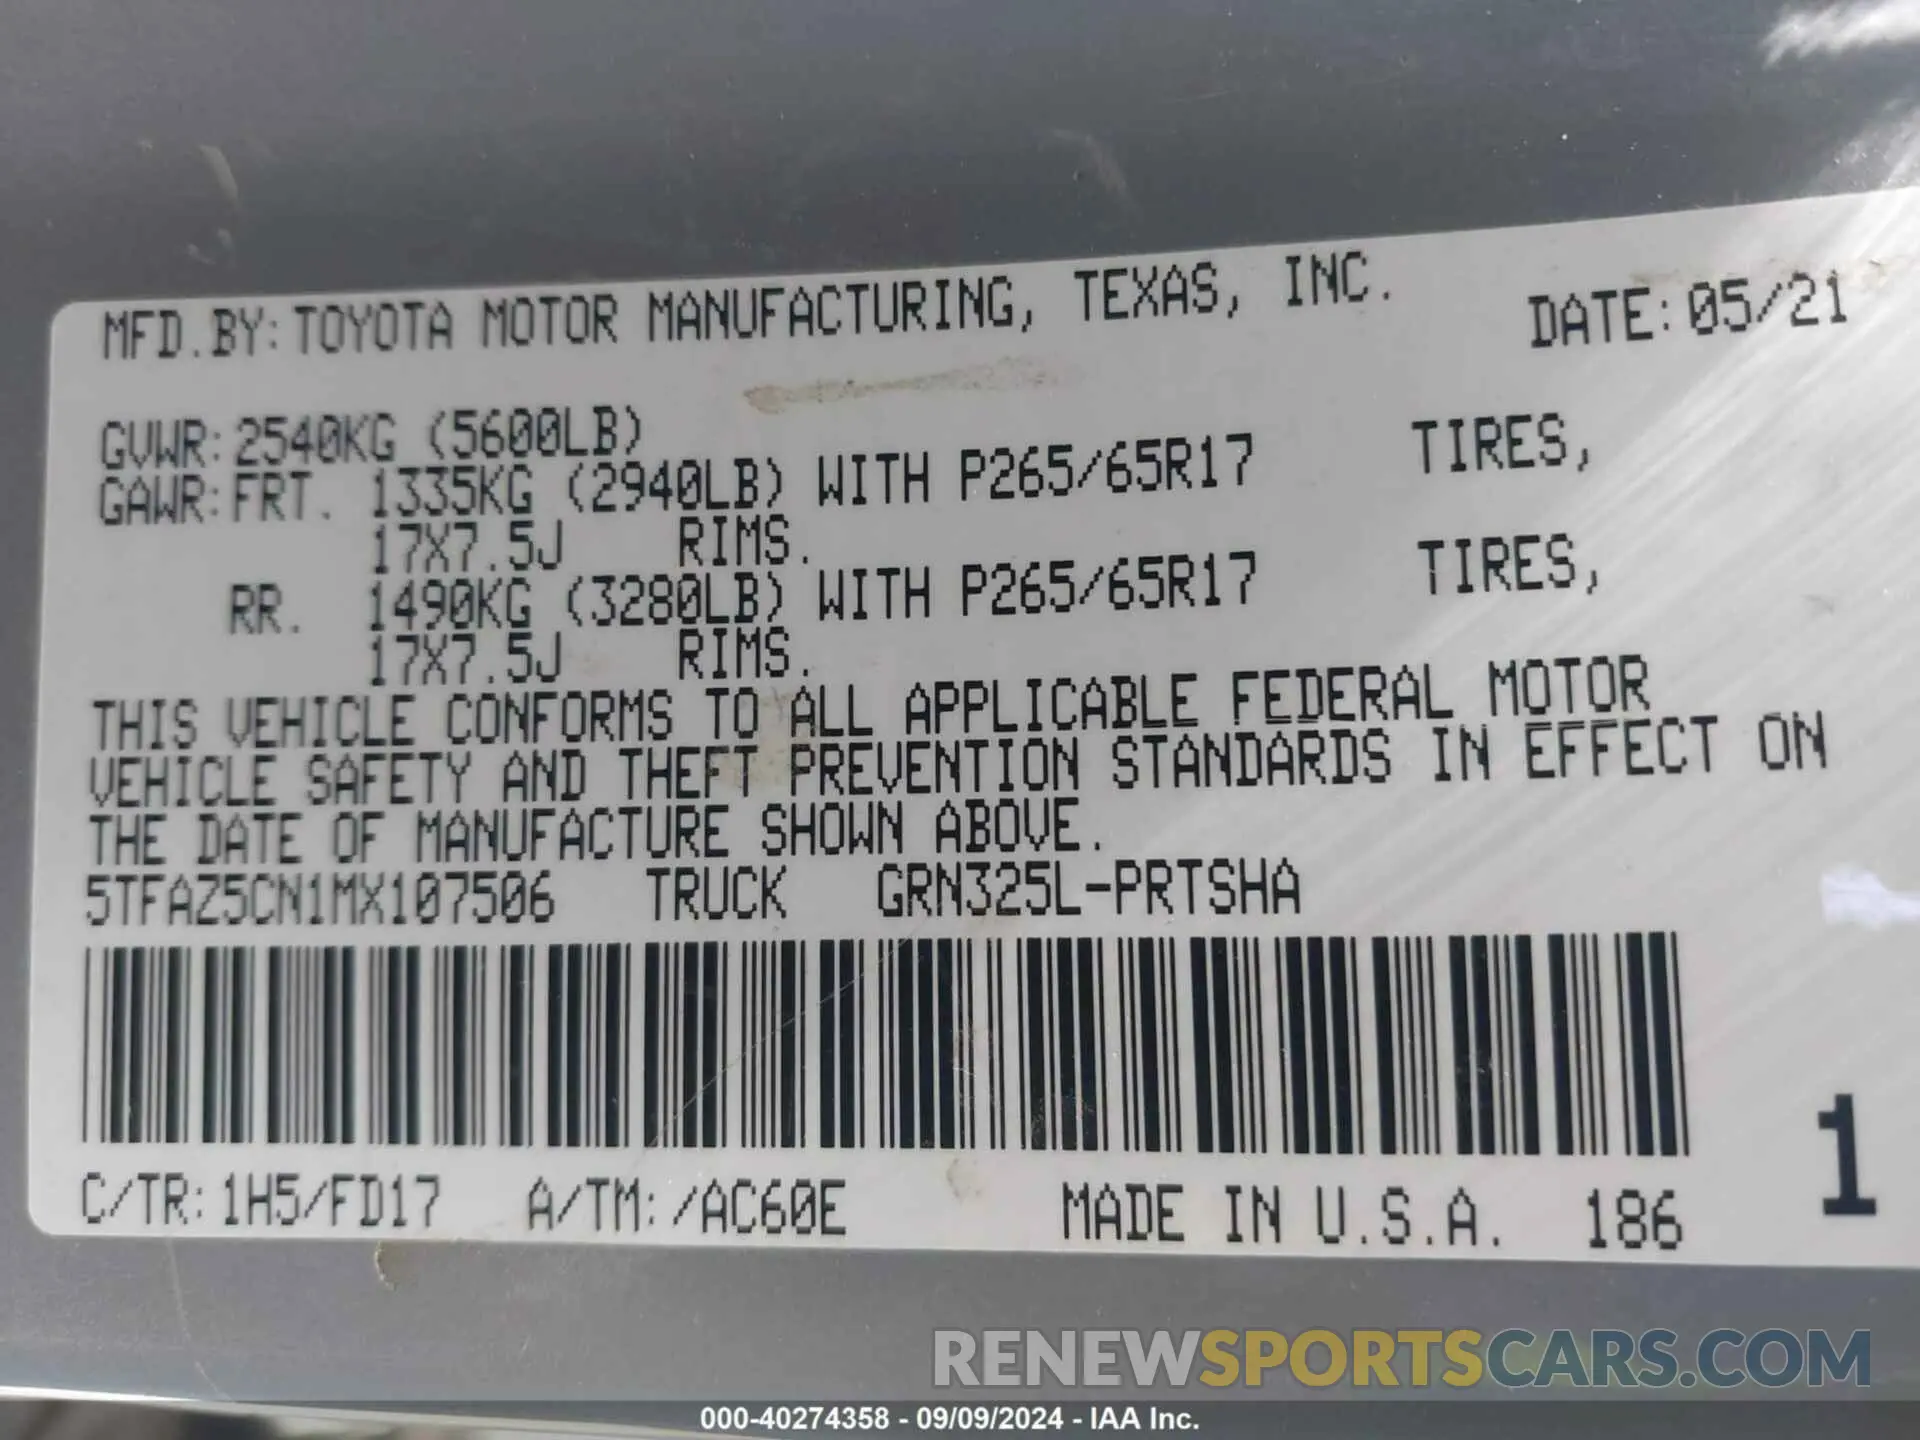 MFD.BY:TOYOTA MOTOR MANUFACTURING, TEXAS, INC. DATE:05/21
GVWR:2540KG (5600LB)
GAWR:FRT. 1335KG (2940LB) WITH P265/65R17 TIRES,
17X7.5J RIMS.
RR. 1490KG (3280LB) WITH P265/65R17 TIRES,
17X7.5J RIMS.
THIS VEHICLE CONFORMS TO ALL APPLICABLE FEDERAL MOTOR
VEHICLE SAFETY AND THEFT PREVENTION STANDARDS IN EFFECT ON
THE DATE OF MANUFACTURE SHOWN ABOVE.
5TFAZ5CN1MX107506 TRUCK GRN325L-PRTSHA
C/TR:1H5/FD17 A/TM:/AC60E MADE IN U.S.A. 186 1
RENEWSPORTSCARS.COM
000-40274358 - 09/09/2024 - IAA Inc.